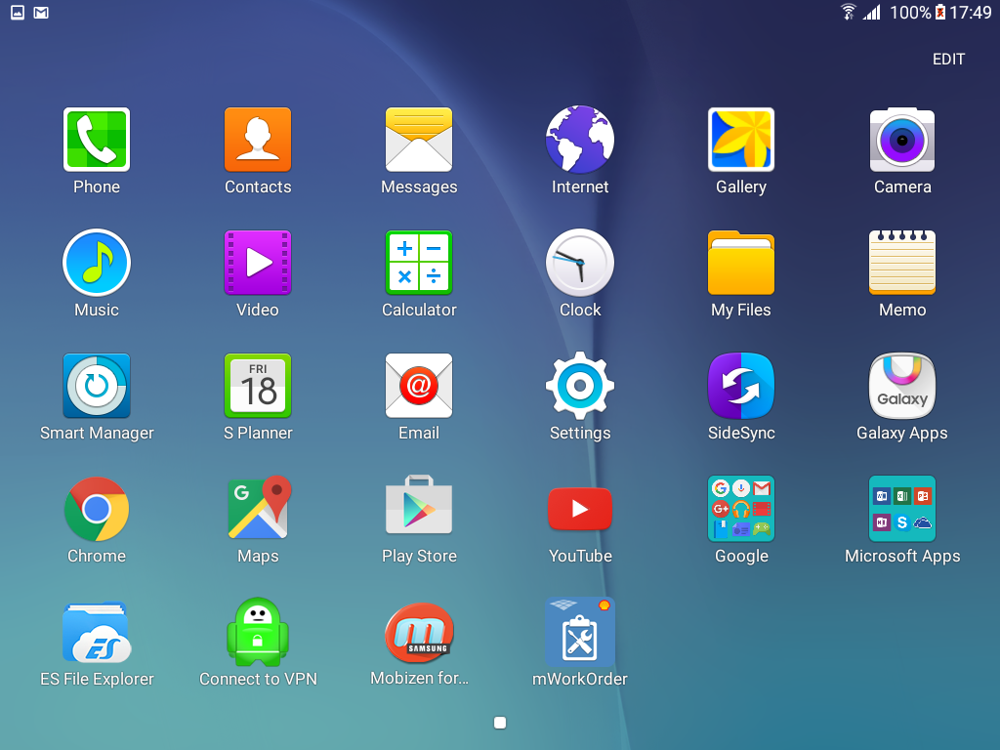 100% 17:49
EDIT
Phone Contacts Messages Internet Gallery Camera
Music Video Calculator Clock My Files Memo
FRI
18
@
Galaxy
Smart Manager S Planner Email Settings SideSync Galaxy Apps
G
G G+
S
Chrome Maps Play Store YouTube Google Microsoft Apps
ES
m
SAMSUNG
ES File Explorer Connect to VPN Mobizen for... mWorkOrder